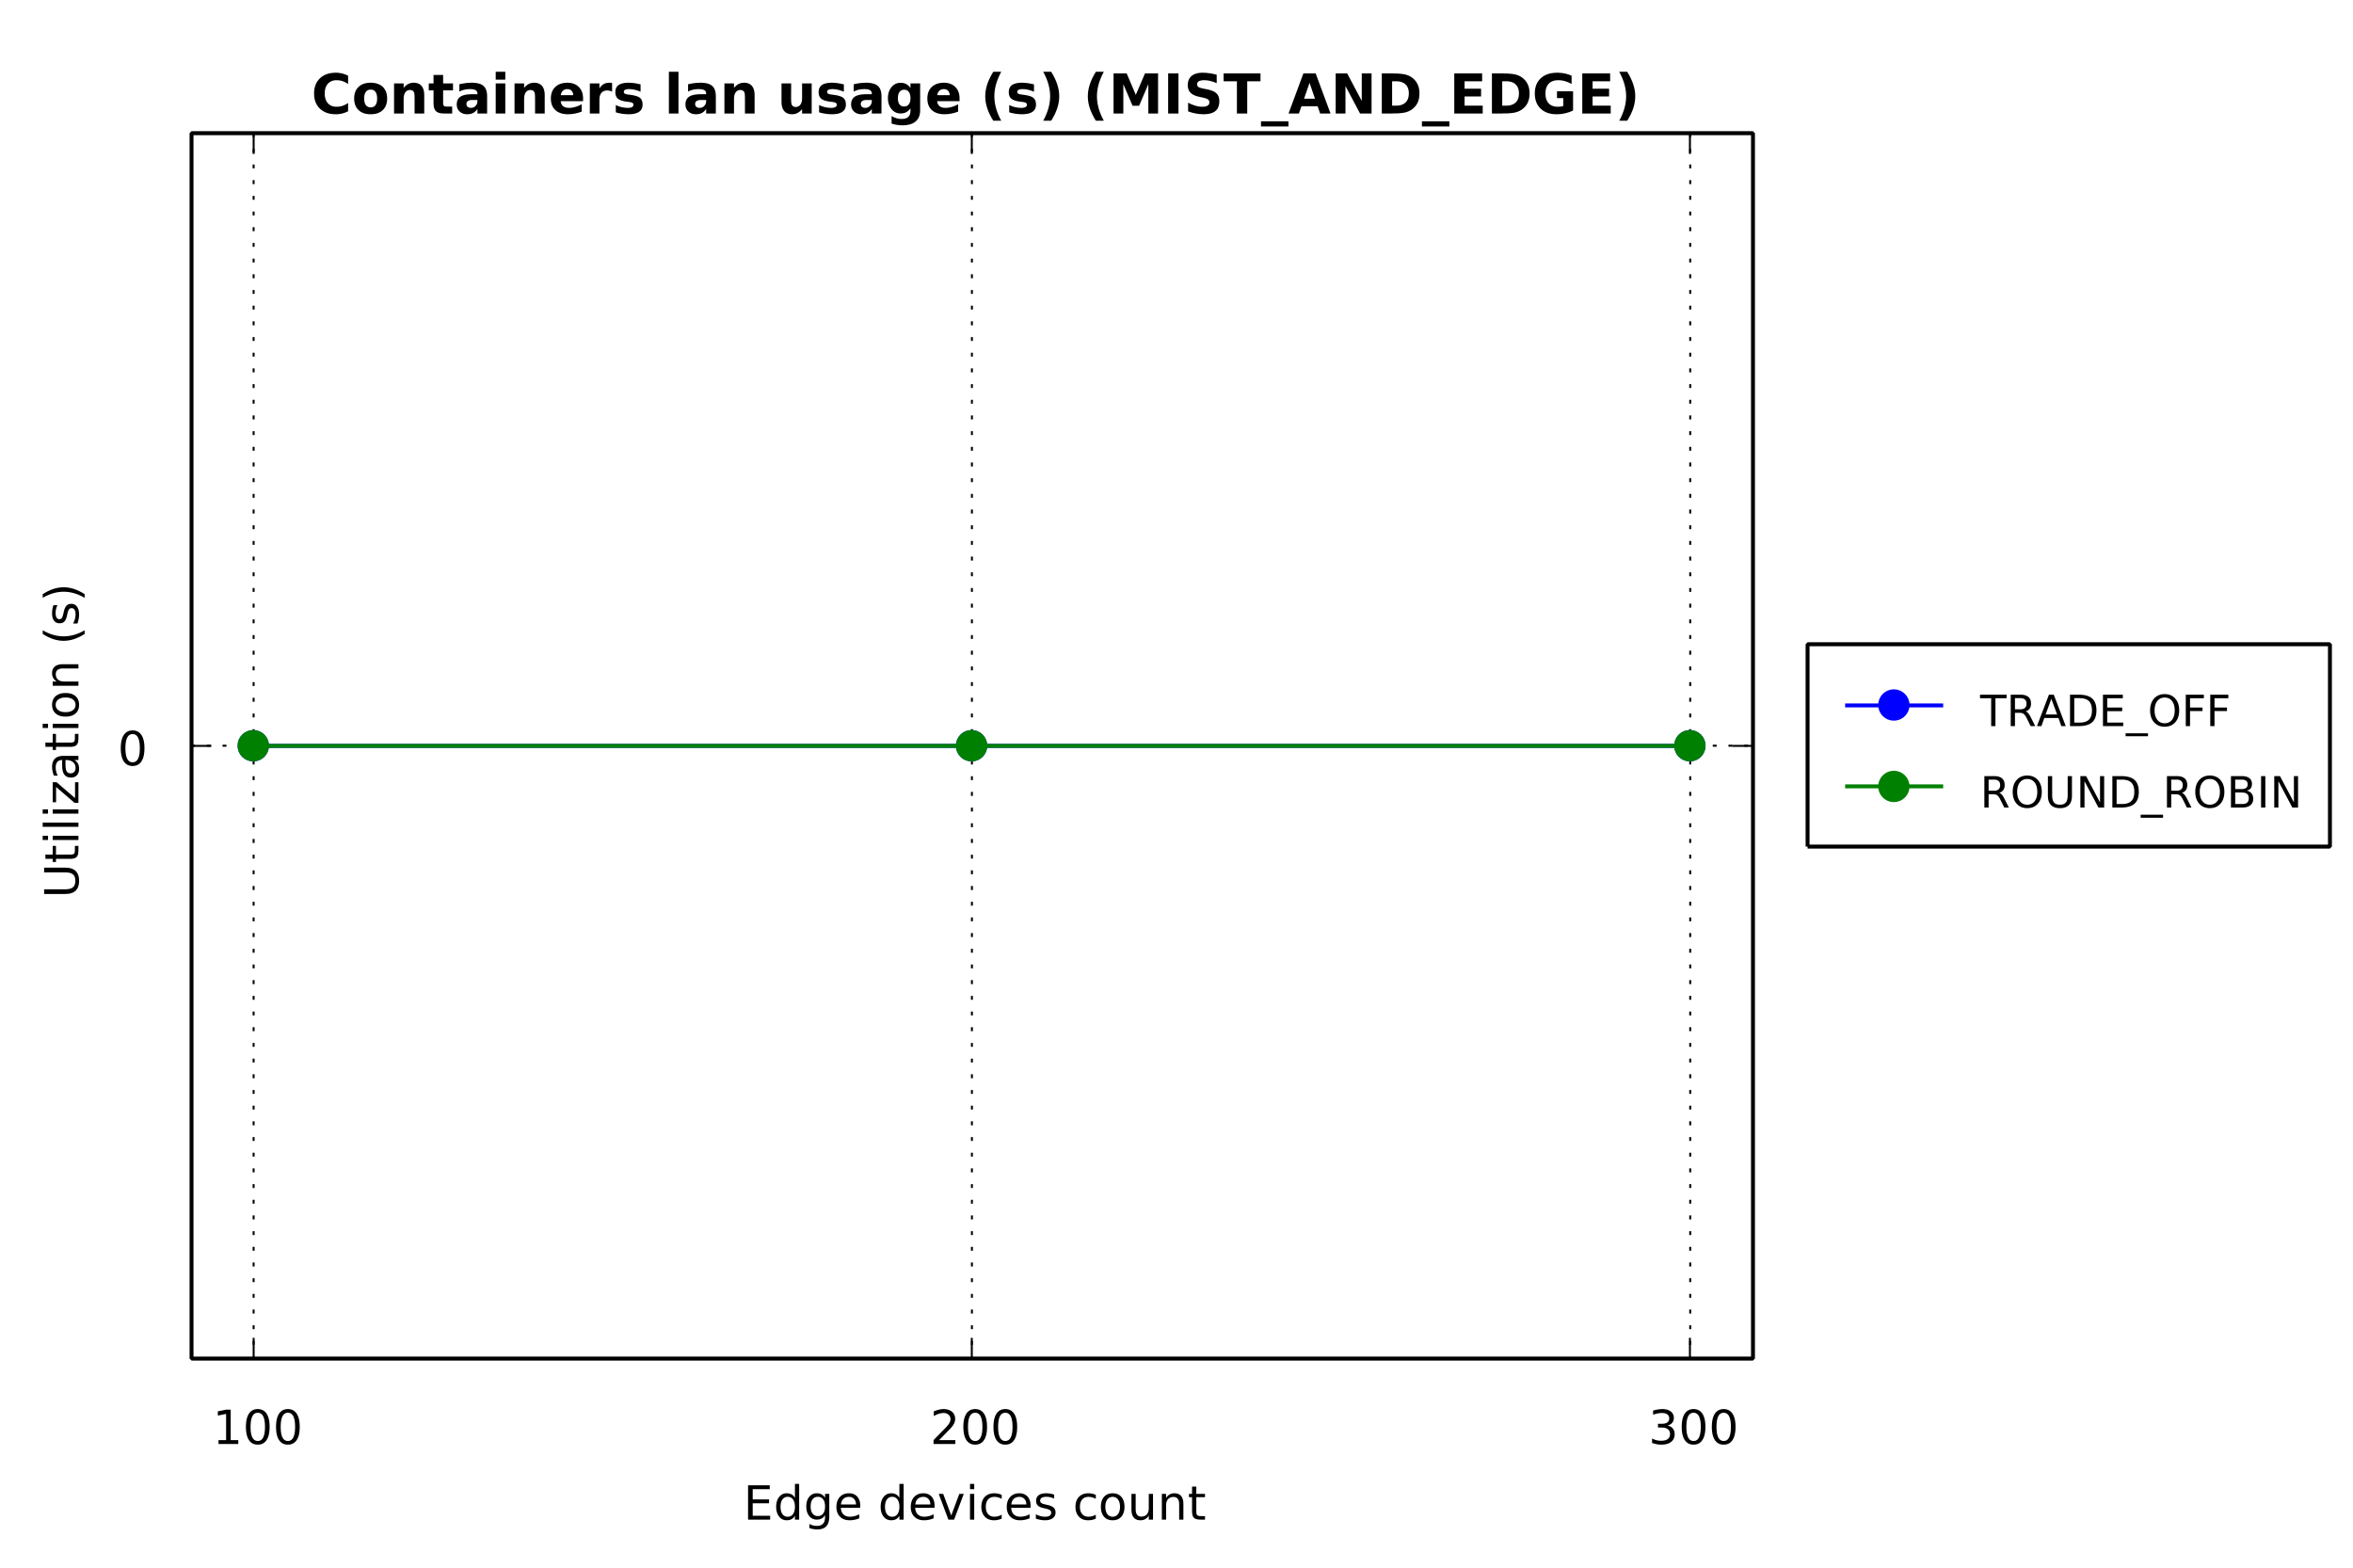 Containers lan usage (s) (MIST_AND_EDGE)
Utilization (s)
0
TRADE_OFF
ROUND_ROBIN
100 200 300
Edge devices count